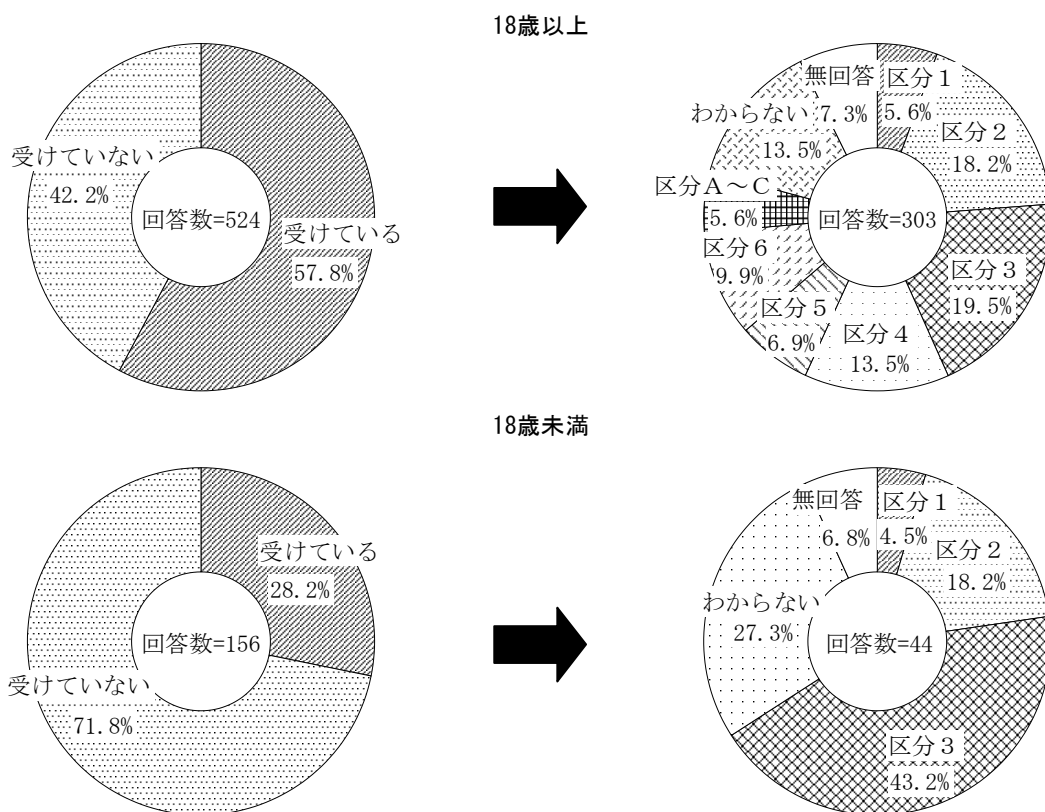 18歳以上
受けていない
42.2%
回答数=524
受けている
57.8%
無回答
7.3%
区分1
5.6%
区分2
18.2%
区分3
19.5%
区分4
13.5%
区分5
6.9%
区分6
9.9%
区分A～C
5.6%
わからない
13.5%
回答数=303
18歳未満
受けている
28.2%
回答数=156
受けていない
71.8%
無回答
6.8%
区分1
4.5%
区分2
18.2%
わからない
27.3%
回答数=44
区分3
43.2%